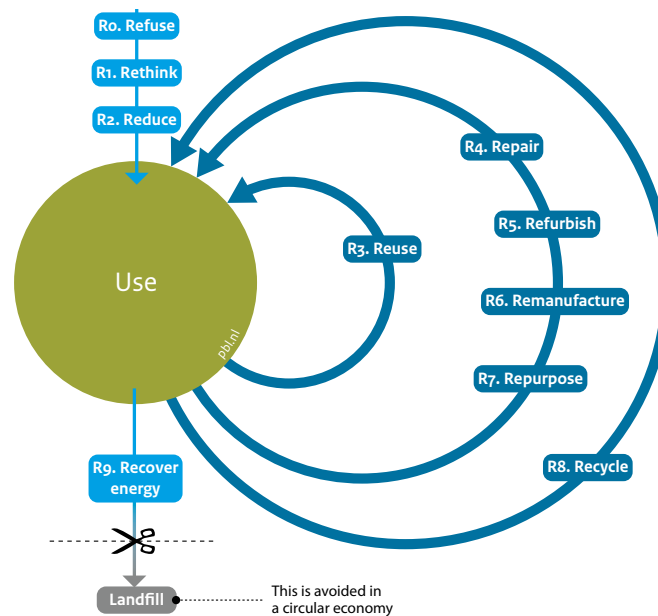 R0. Refuse
R1. Rethink
R2. Reduce
R4. Repair
R5. Refurbish
R3. Reuse
Use
R6. Remanufacture
pbl.nl
R7. Repurpose
R8. Recycle
R9. Recover
energy
Landfill
This is avoided in
a circular economy